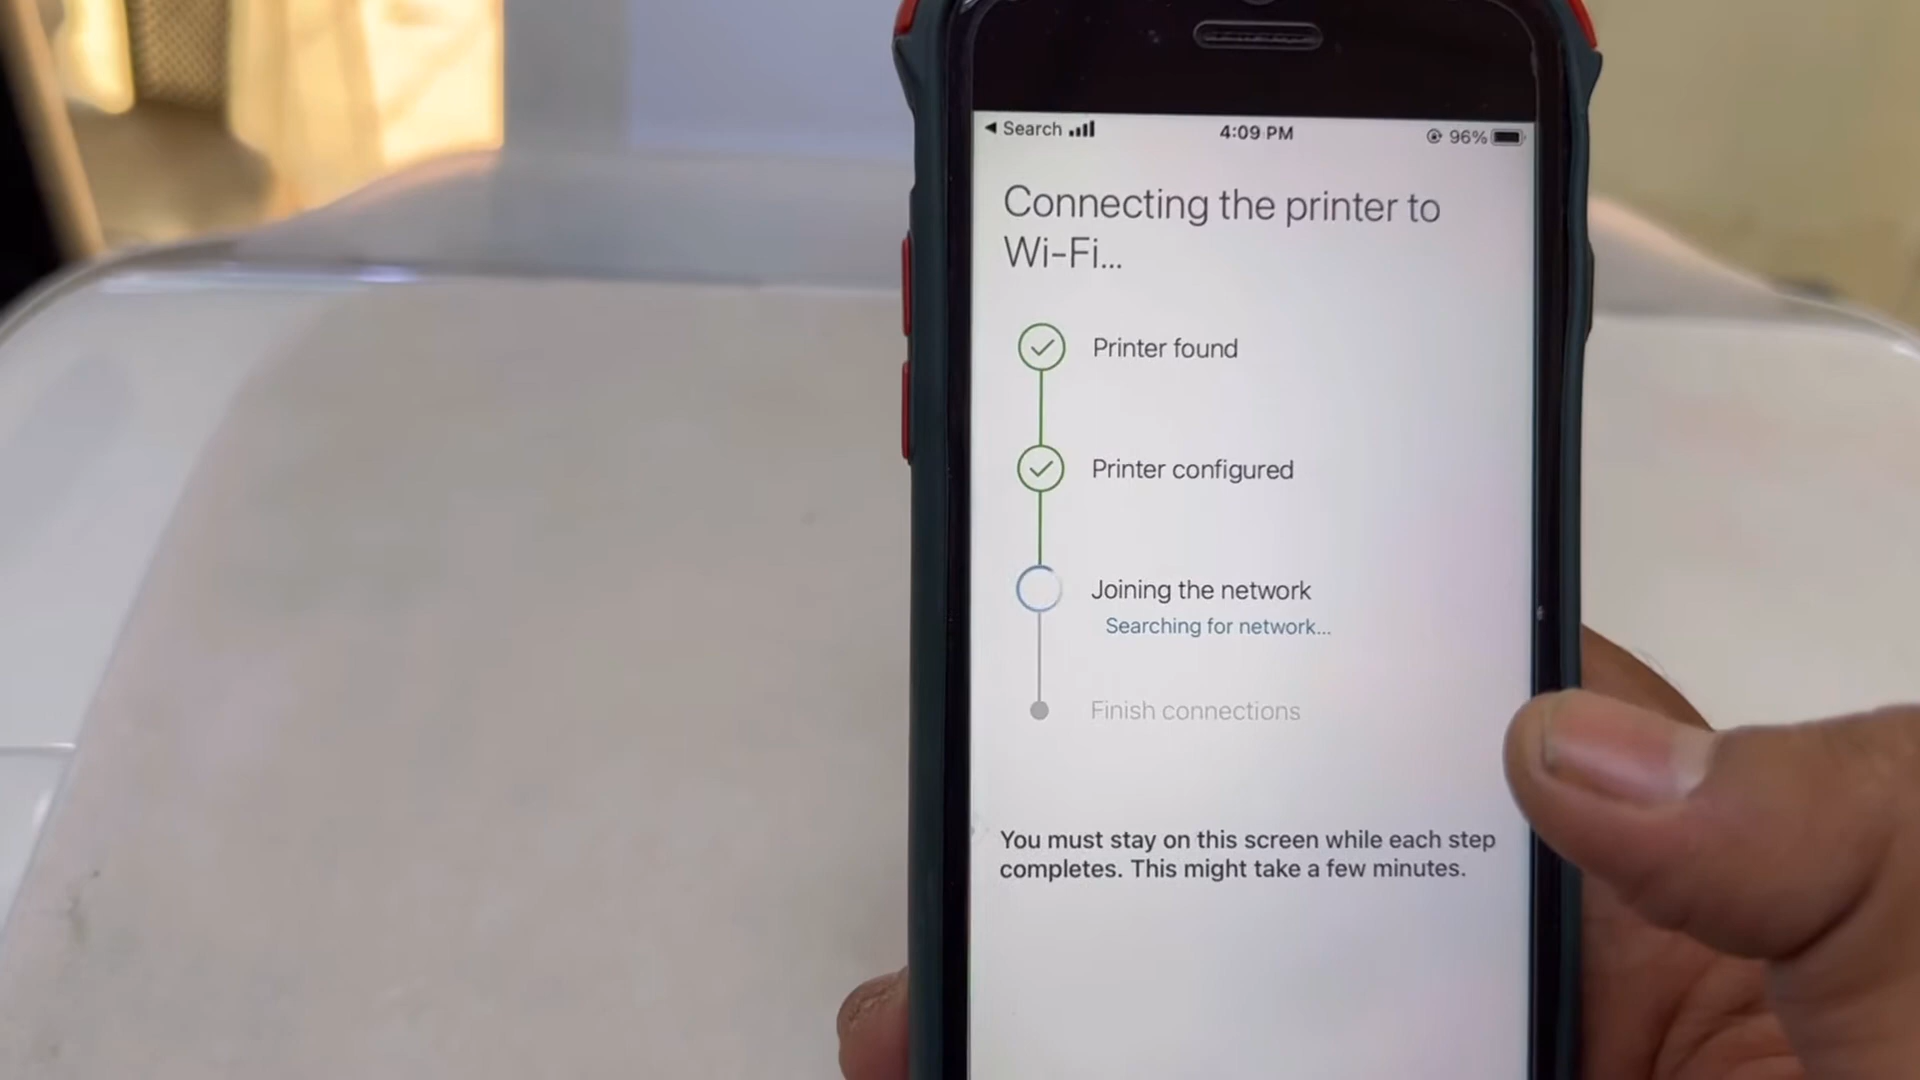 ◀ Search
4:09 PM
96%
Connecting the printer to
Wi-Fi...
Printer found
Printer configured
Joining the network
Searching for network...
Finish connections
You must stay on this screen while each step
completes. This might take a few minutes.